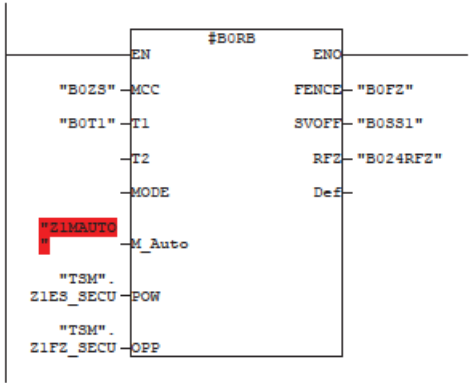 #B0RB
EN ENO
"B0ZS" MCC FENCE "B0FZ"
"B0T1" T1 SVOFF "B0SS1"
T2 RFZ "B024RFZ"
MODE Def
"Z1MAUTO
" M_Auto
"TSM".
Z1ES_SECU POW
"TSM".
Z1FZ_SECU OPP